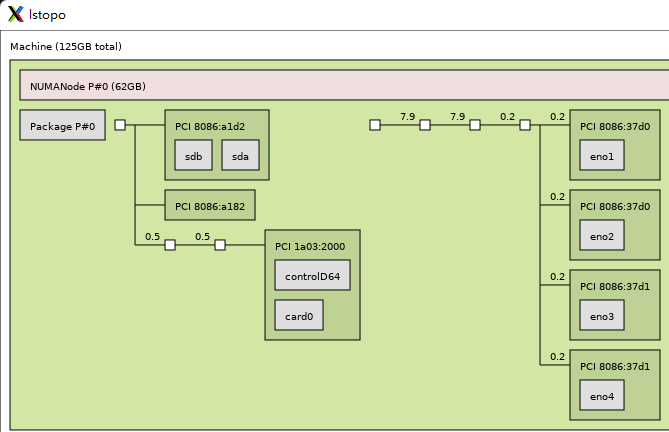 lstopo
Machine (125GB total)
NUMANode P#0 (62GB)
Package P#0
PCI 8086:a1d2
sdb
sda
PCI 8086:a182
0.5
0.5
PCI 1a03:2000
controlD64
card0
7.9
7.9
0.2
0.2
PCI 8086:37d0
eno1
0.2
PCI 8086:37d0
eno2
0.2
PCI 8086:37d1
eno3
0.2
PCI 8086:37d1
eno4